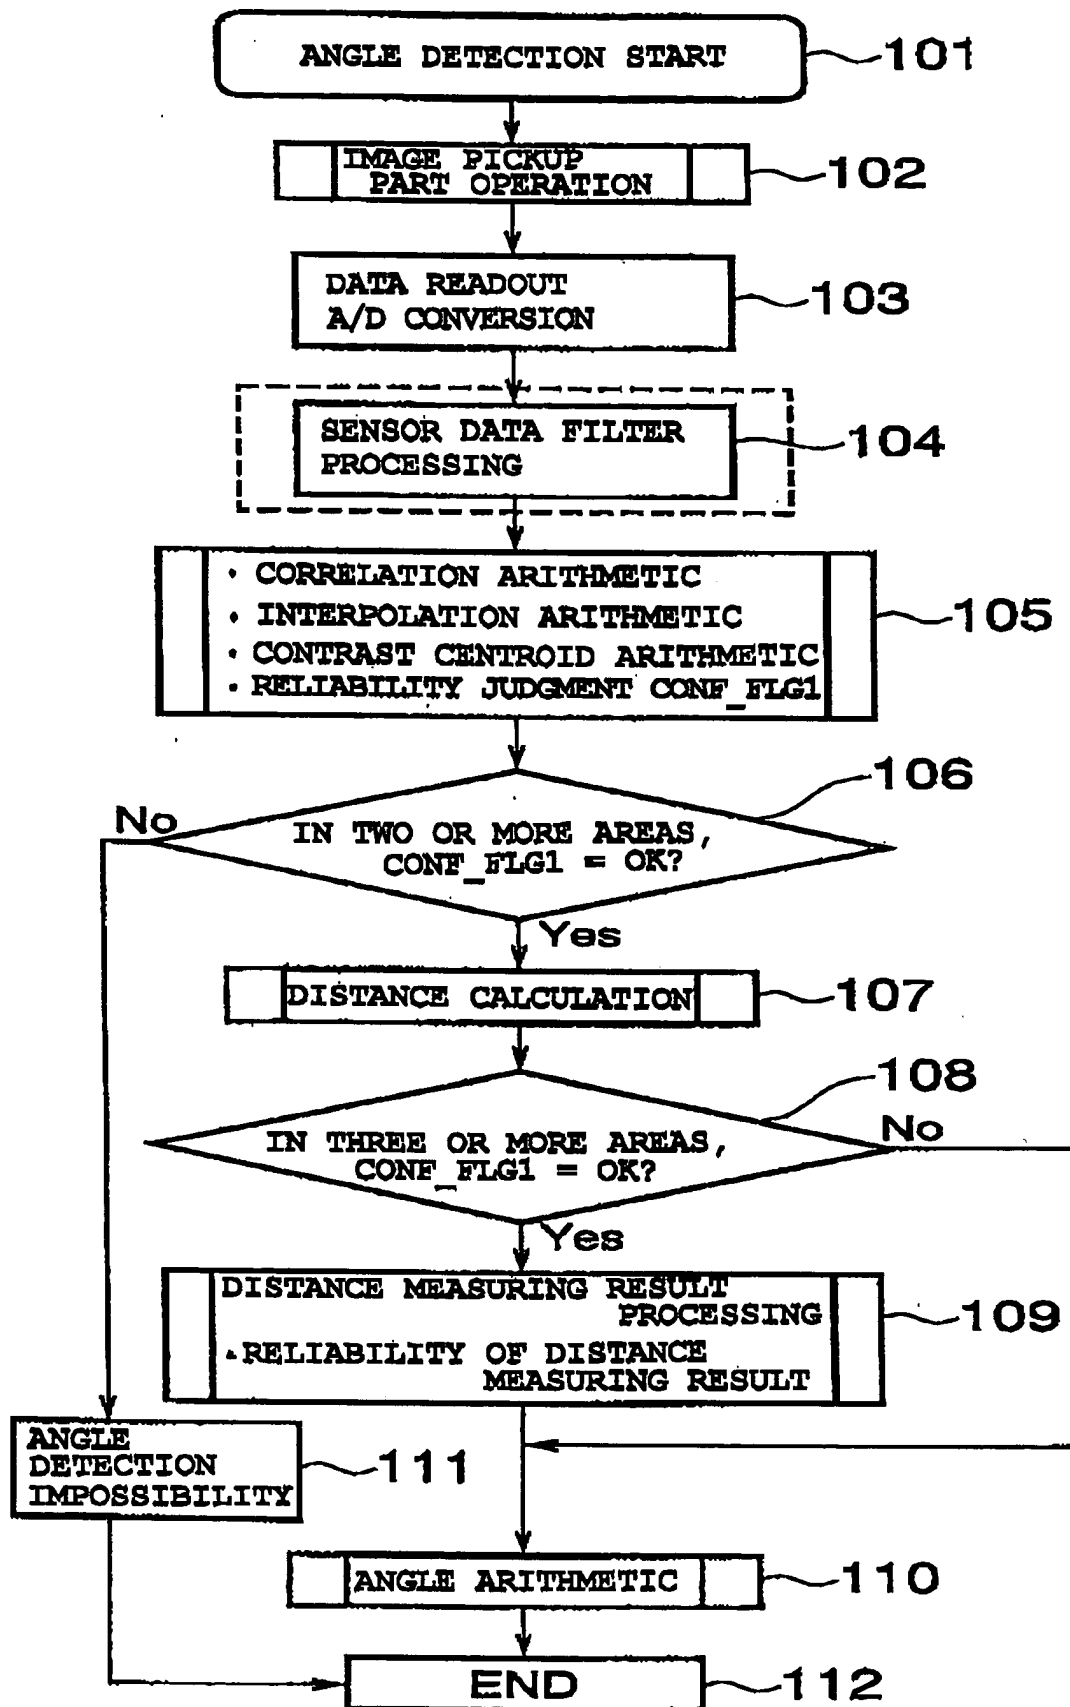 ANGLE DETECTION START
101
IMAGE PICKUP
PART OPERATION
102
DATA READOUT
A/D CONVERSION
103
SENSOR DATA FILTER
PROCESSING
104
· CORRELATION ARITHMETIC
· INTERPOLATION ARITHMETIC
· CONTRAST CENTROID ARITHMETIC
· RELIABILITY JUDGMENT CONF_FLG1
105
106
No
IN TWO OR MORE AREAS,
CONF_FLG1 = OK?
Yes
DISTANCE CALCULATION
107
108
No
IN THREE OR MORE AREAS,
CONF_FLG1 = OK?
Yes
DISTANCE MEASURING RESULT
PROCESSING
· RELIABILITY OF DISTANCE
MEASURING RESULT
109
ANGLE
DETECTION
IMPOSSIBILITY
111
ANGLE ARITHMETIC
110
END
112